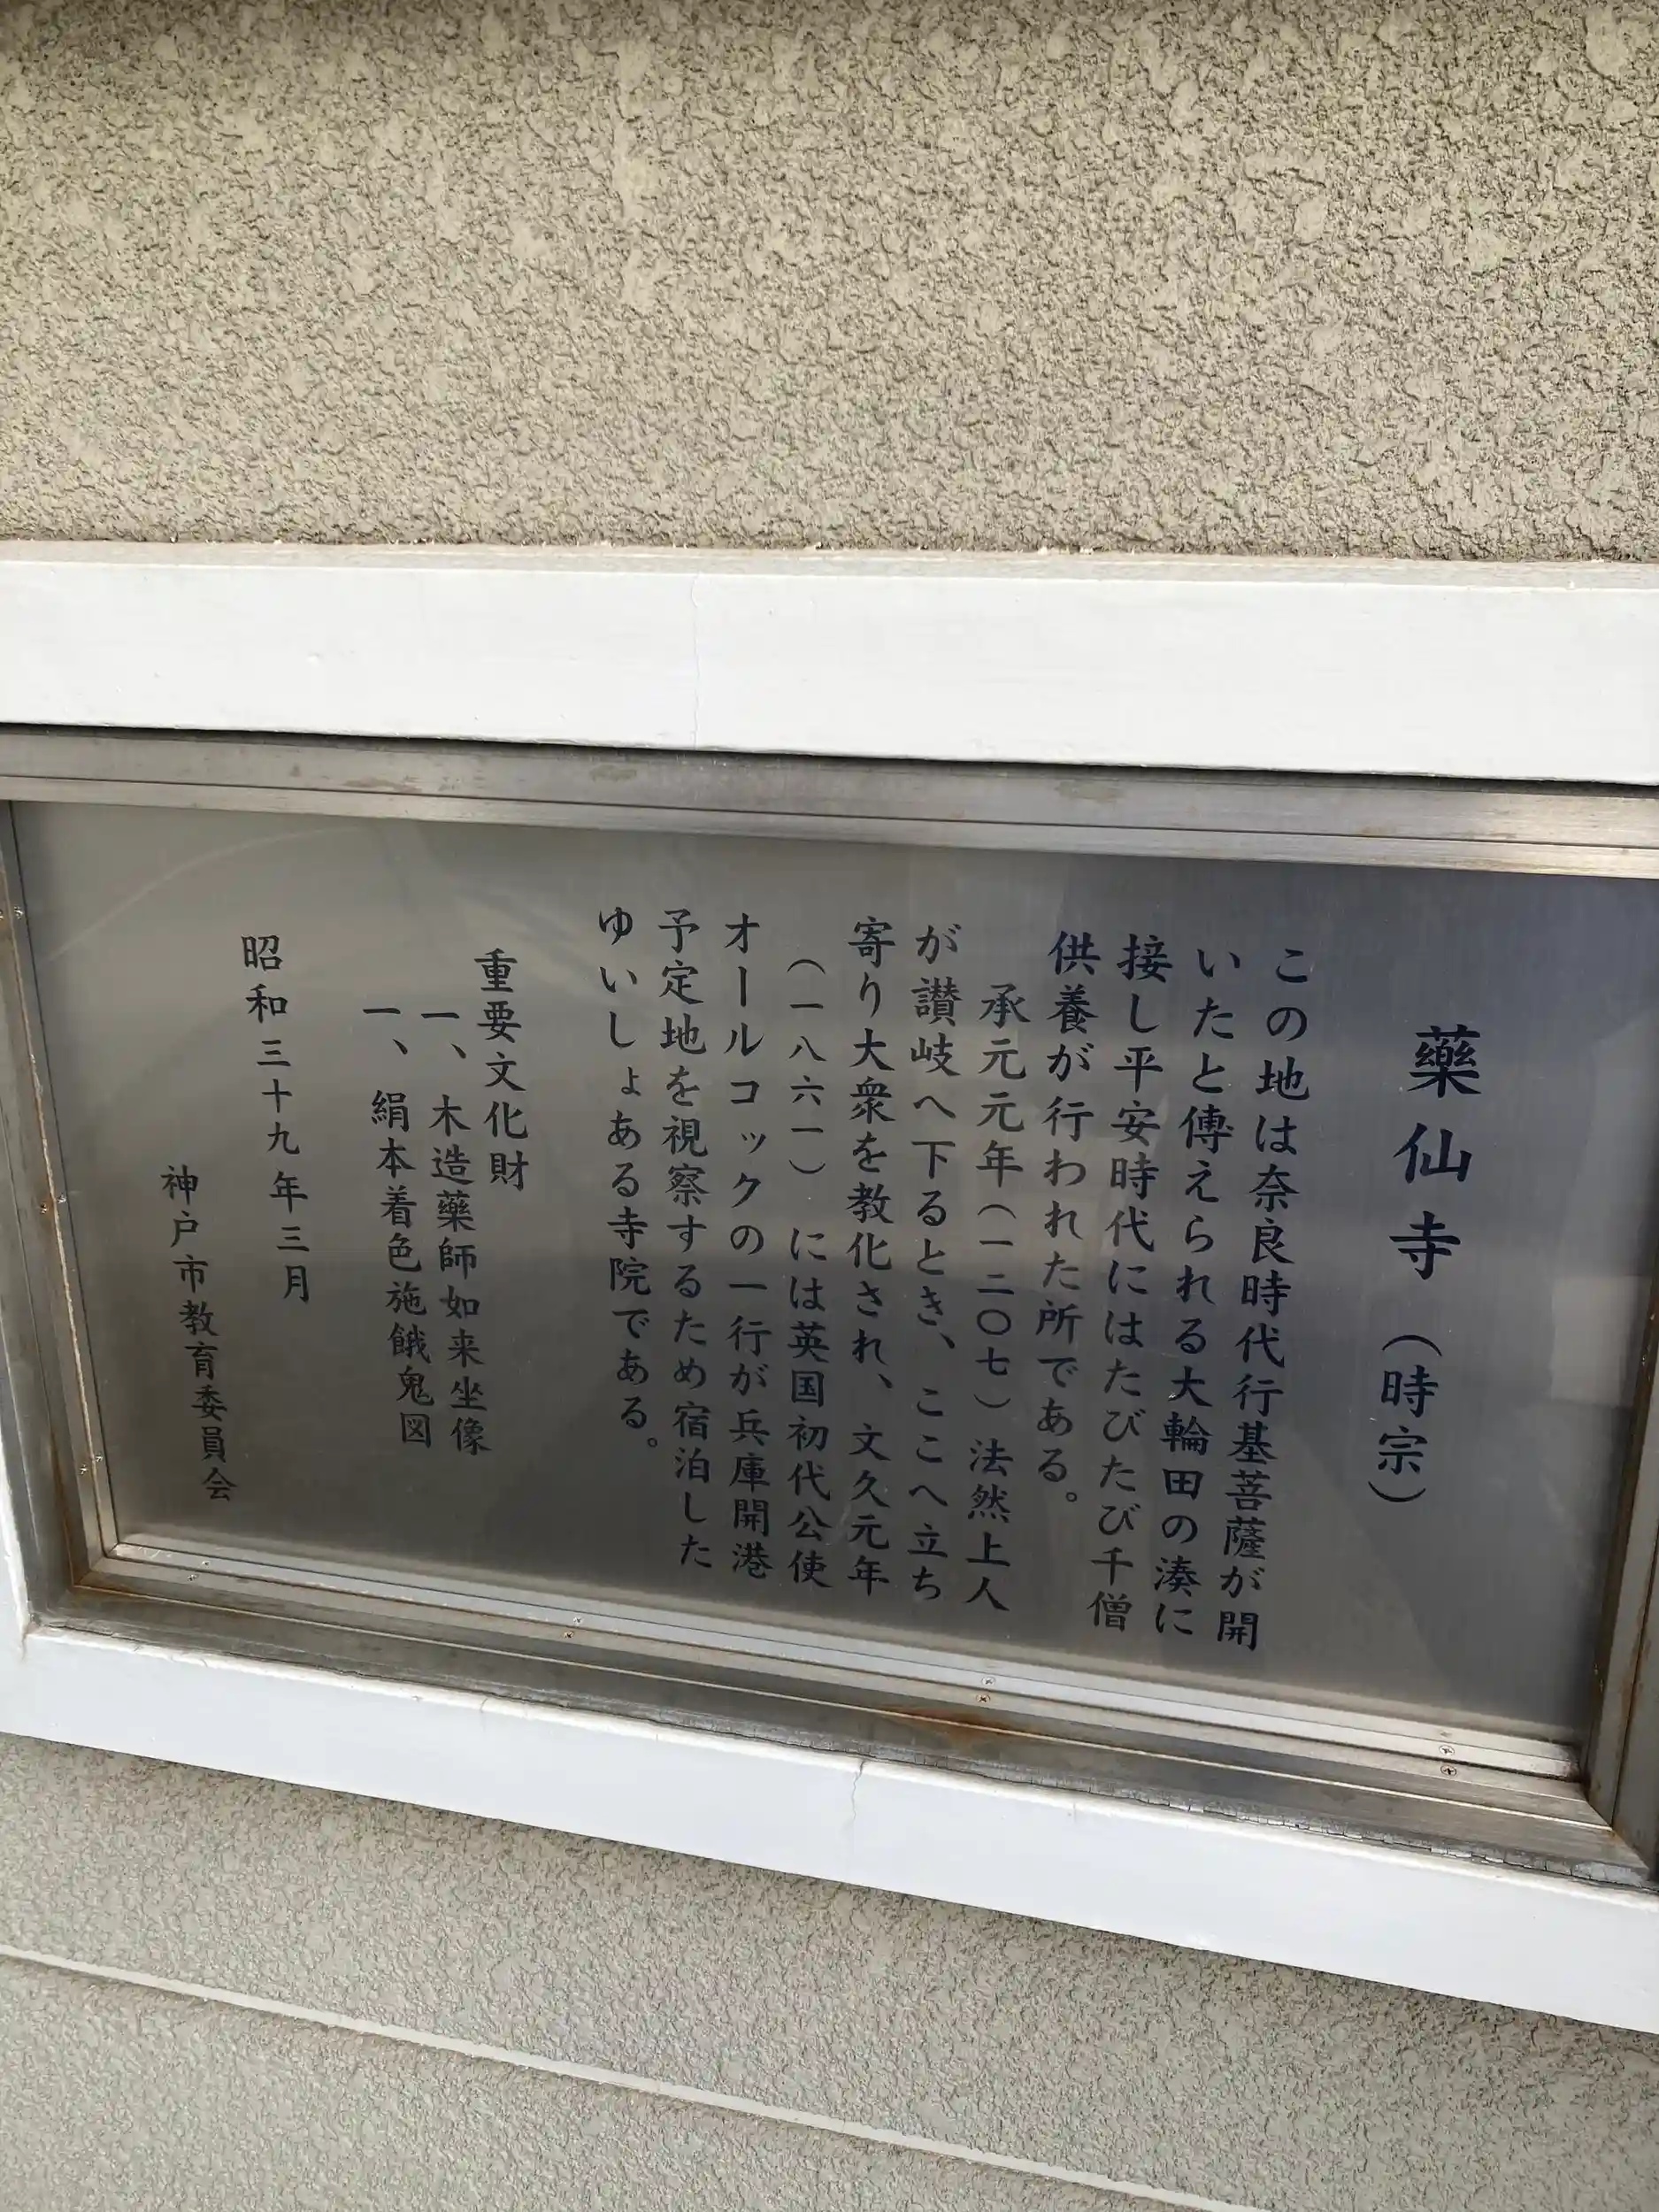 藥仙寺（時宗）
この地は奈良時代行基菩薩が開
いたと傳えられる大輪田の湊に
接し平安時代にはたびたび千僧
供養が行われた所である。
承元元年（一二〇七）法然上人
が讃岐へ下るとき、ここへ立ち
寄り大衆を教化され、文久元年
（一八六一）には英国初代公使
オールコックの一行が兵庫開港
予定地を視察するため宿泊した
ゆいしょある寺院である。
重要文化財
一、木造藥師如来坐像
一、絹本着色施餓鬼図
昭和三十九年三月
神戸市教育委員会